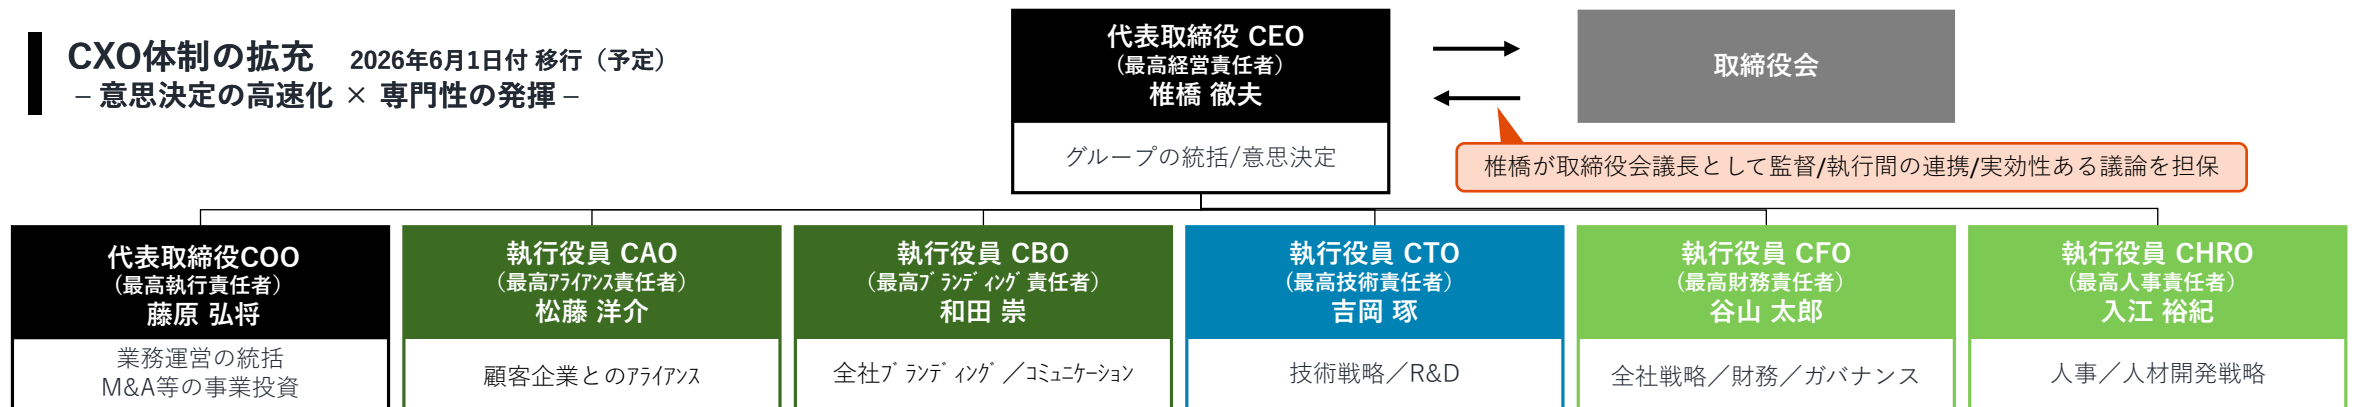 CXO体制の拡充 2026年6月1日付 移行（予定）
– 意思決定の高速化 × 専門性の発揮 –
代表取締役 CEO
（最高経営責任者）
椎橋 徹夫
グループの統括/意思決定
取締役会
椎橋が取締役会議長として監督/執行間の連携/実効性ある議論を担保
代表取締役COO
（最高執行責任者）
藤原 弘将
業務運営の統括
M&A等の事業投資
執行役員 CAO
（最高ｱﾗｲｱﾝｽ責任者）
松藤 洋介
顧客企業とのｱﾗｲｱﾝｽ
執行役員 CBO
（最高ﾌﾞﾗﾝﾃﾞｨﾝｸﾞ責任者）
和田 崇
全社ﾌﾞﾗﾝﾃﾞｨﾝｸﾞ／ｺﾐｭﾆｹｰｼｮﾝ
執行役員 CTO
（最高技術責任者）
吉岡 琢
技術戦略／R&D
執行役員 CFO
（最高財務責任者）
谷山 太郎
全社戦略／財務／ガバナンス
執行役員 CHRO
（最高人事責任者）
入江 裕紀
人事／人材開発戦略